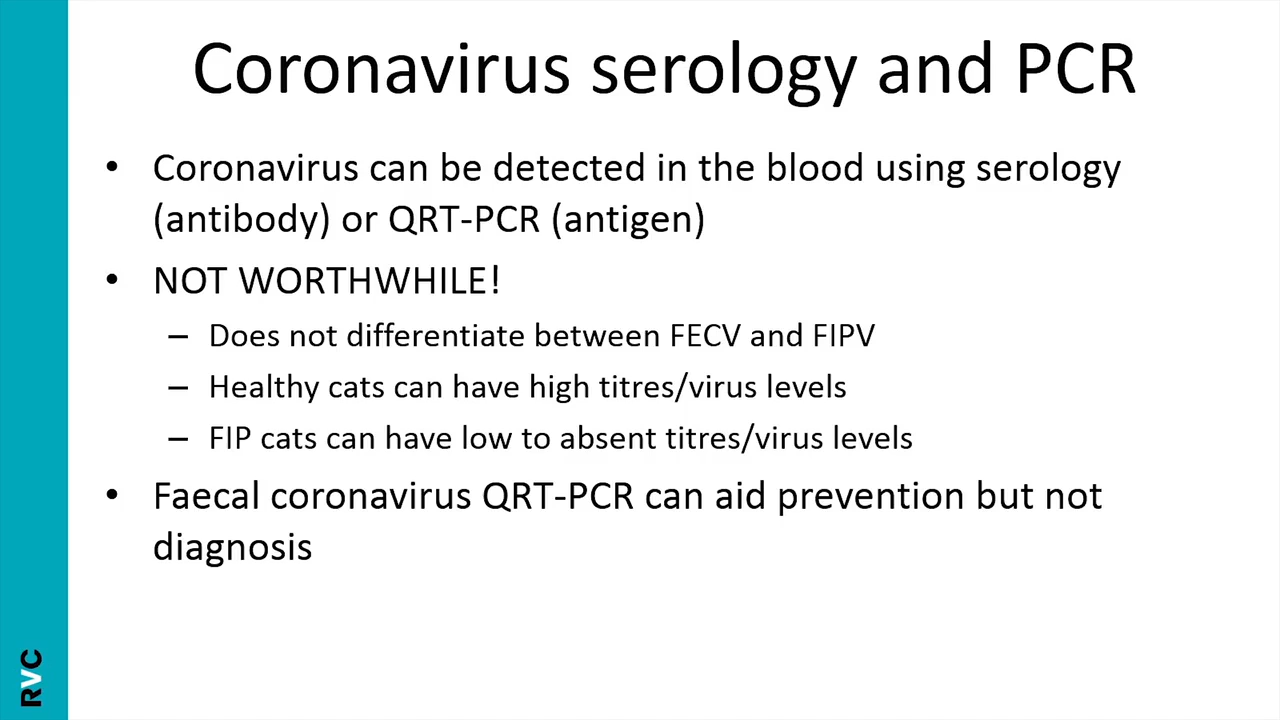 Coronavirus serology and PCR
• Coronavirus can be detected in the blood using serology
(antibody) or QRT-PCR (antigen)
• NOT WORTHWHILE!
– Does not differentiate between FECV and FIPV
– Healthy cats can have high titres/virus levels
– FIP cats can have low to absent titres/virus levels
• Faecal coronavirus QRT-PCR can aid prevention but not
diagnosis
RVC